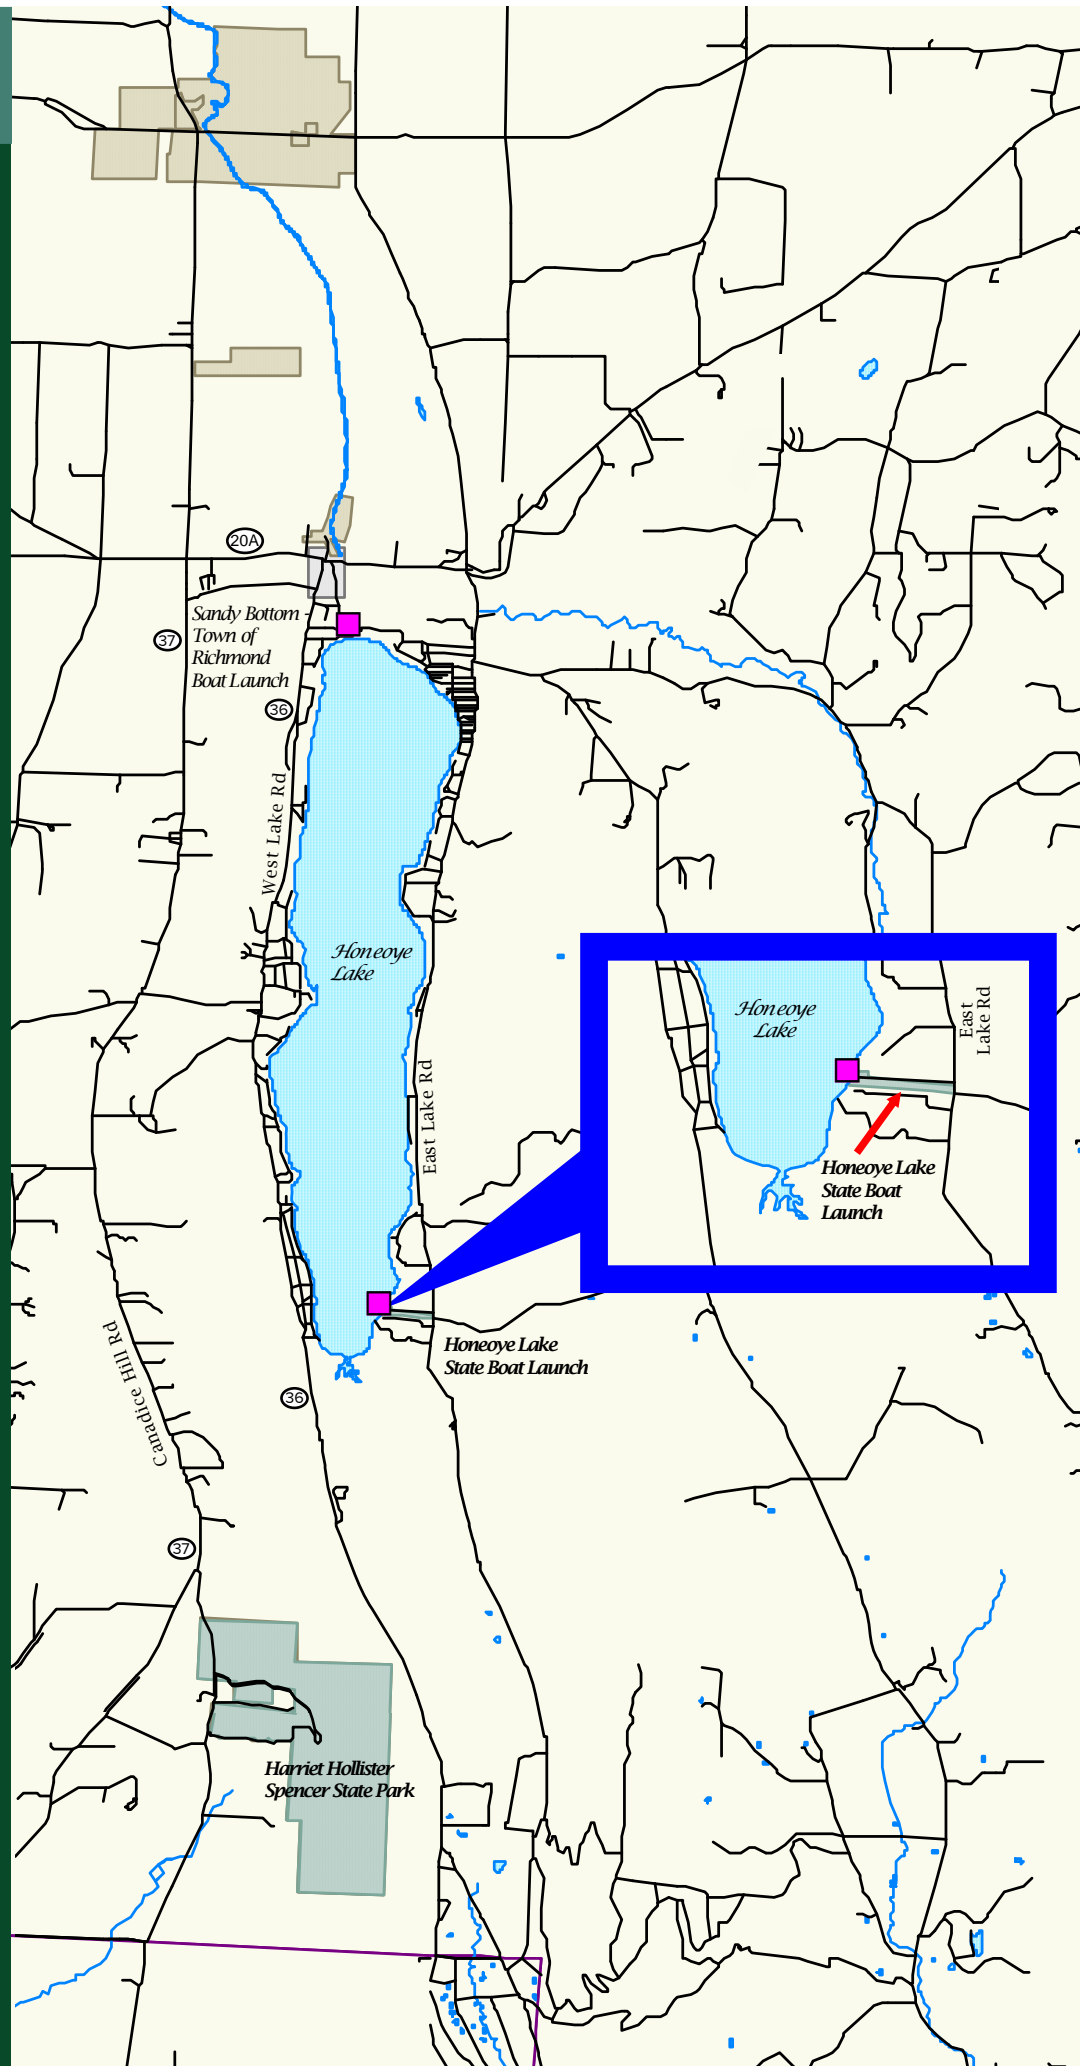 20A
Sandy Bottom
Town of
Richmond
Boat Launch
37
36
West Lake Rd
Honeoye
Lake
East Lake Rd
Honeoye
Lake
East
Lake Rd
Honeoye Lake
State Boat
Launch
Honeoye Lake
State Boat Launch
Canadice Hill Rd
36
37
Harriet Hollister
Spencer State Park